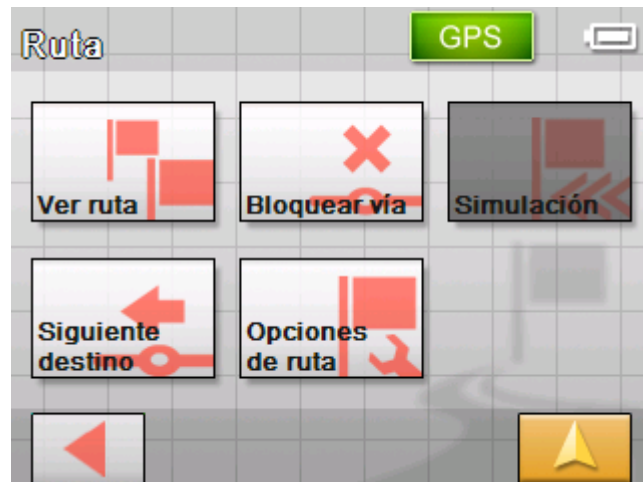 Ruta
GPS
Ver ruta
Bloquear vía
Simulación
Siguiente
destino
Opciones
de ruta